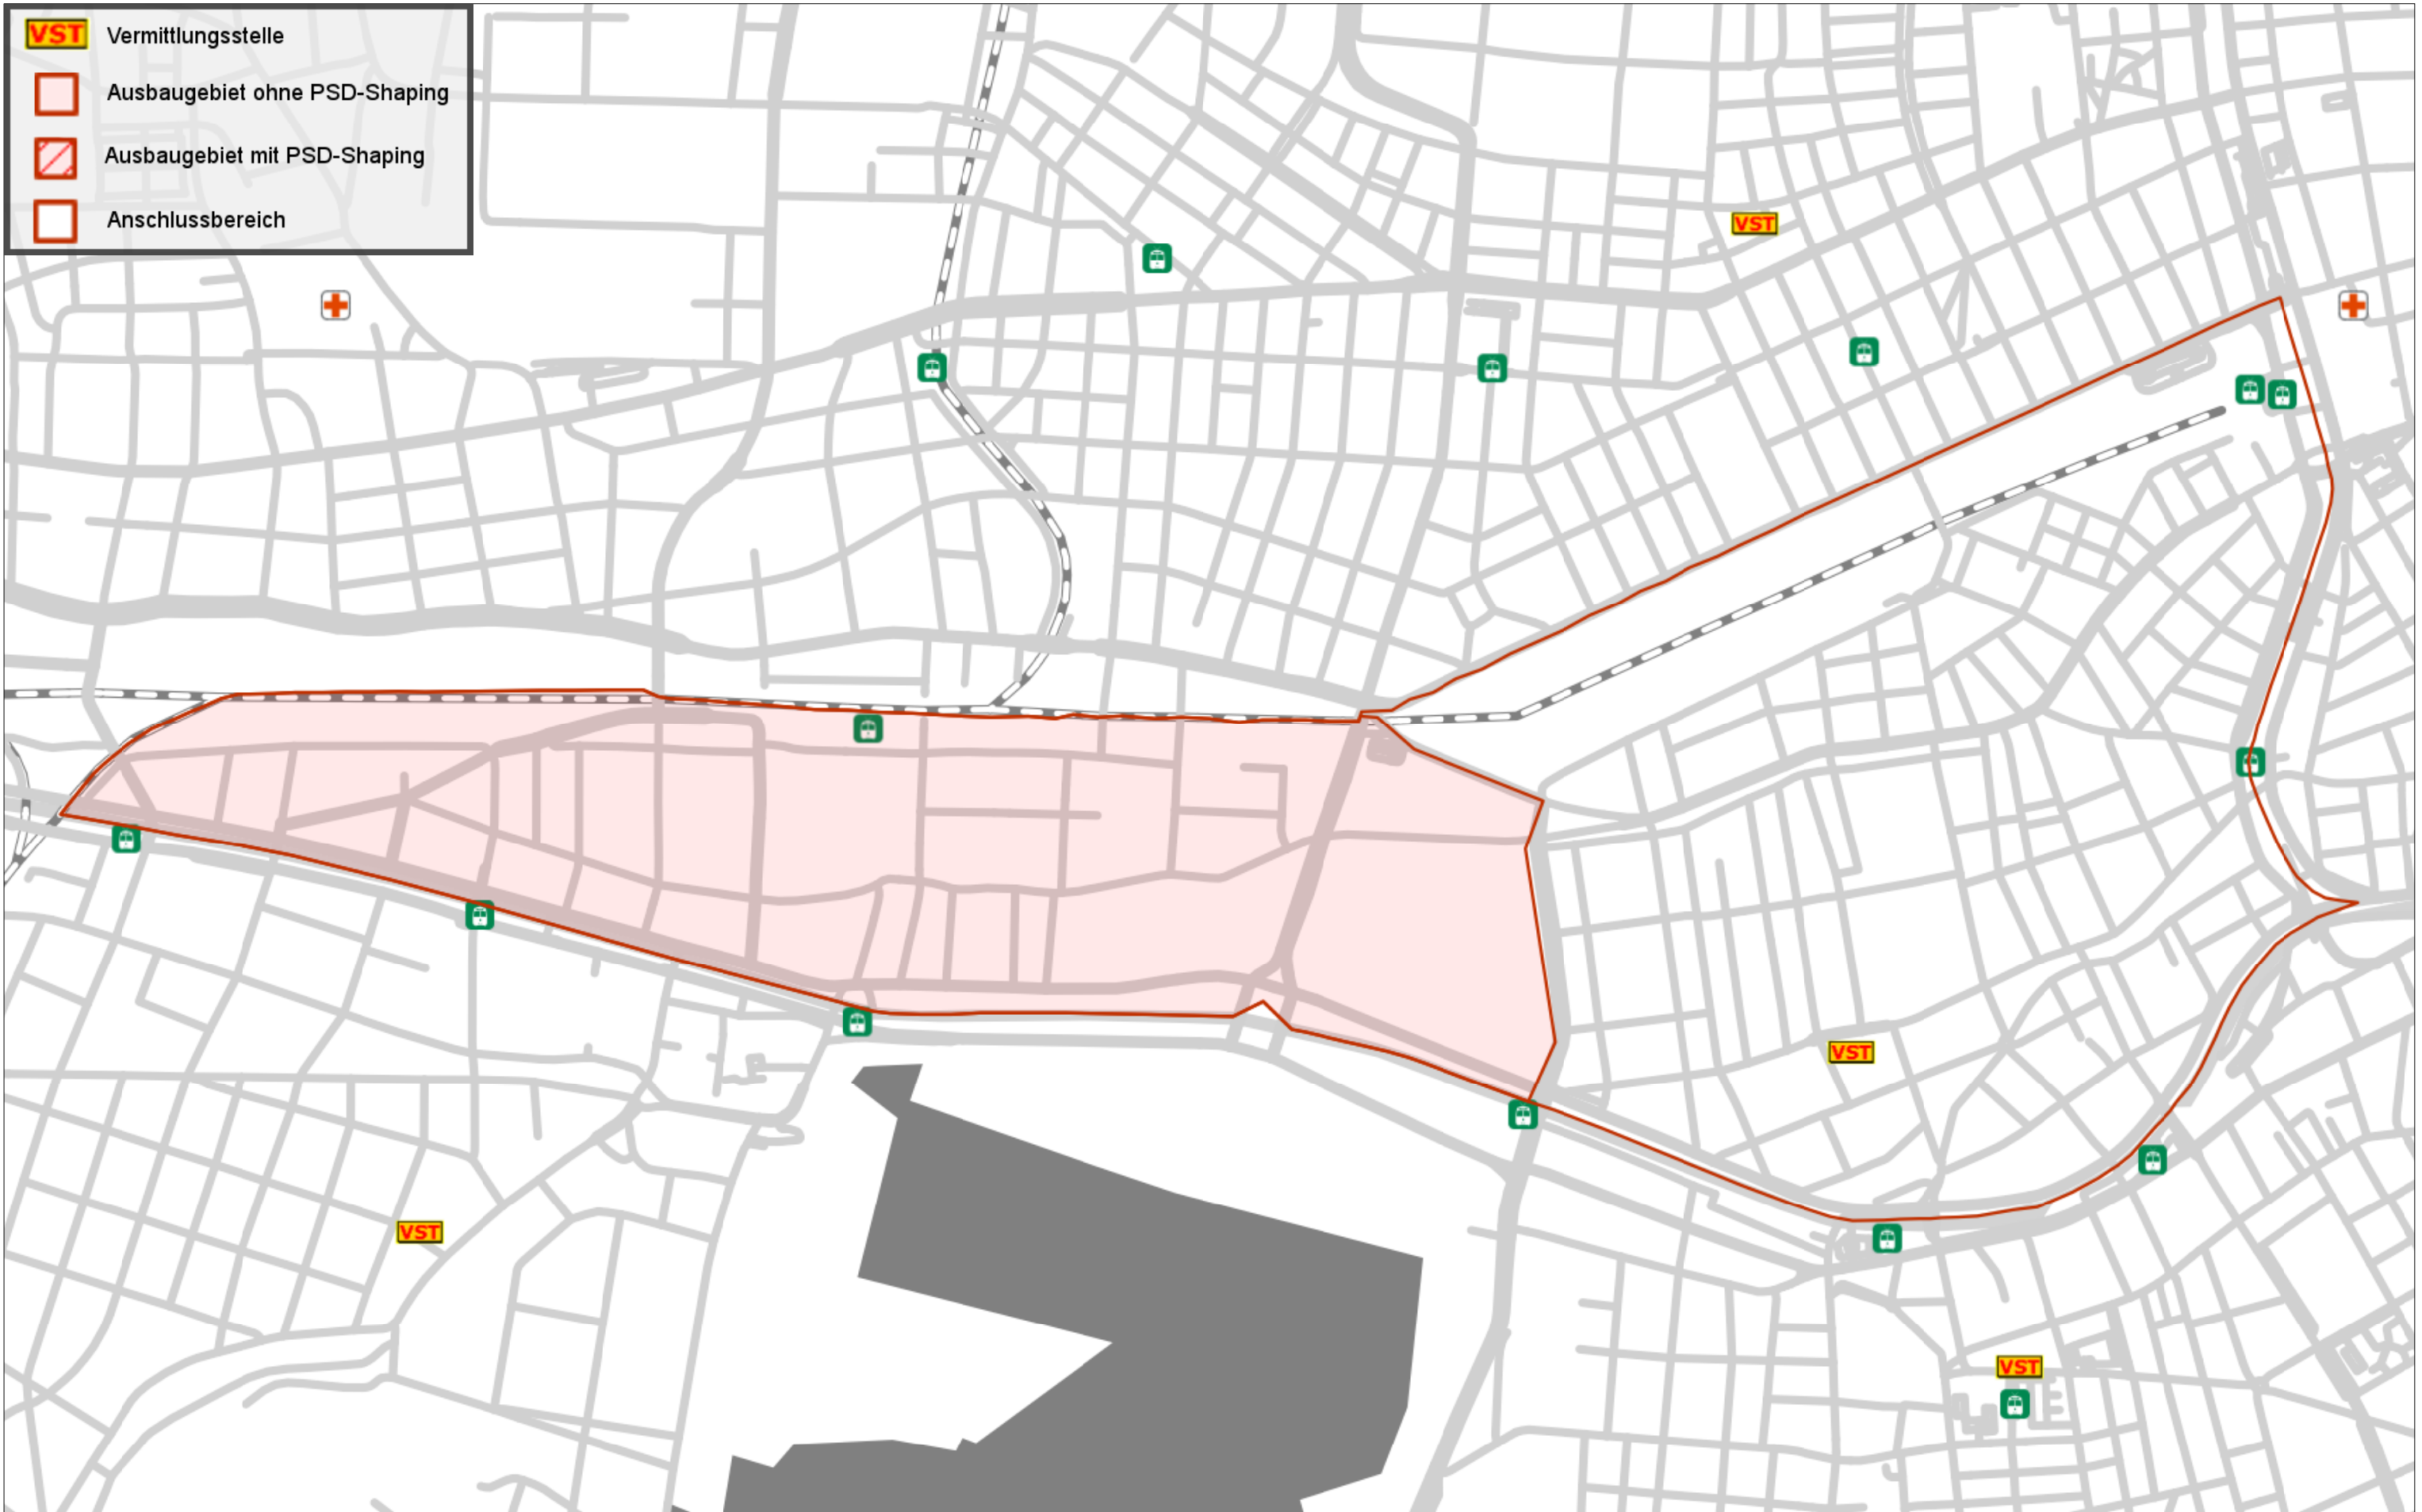 VST Vermittlungsstelle
Ausbaugebiet ohne PSD-Shaping
Ausbaugebiet mit PSD-Shaping
Anschlussbereich
VST
VST
VST
VST